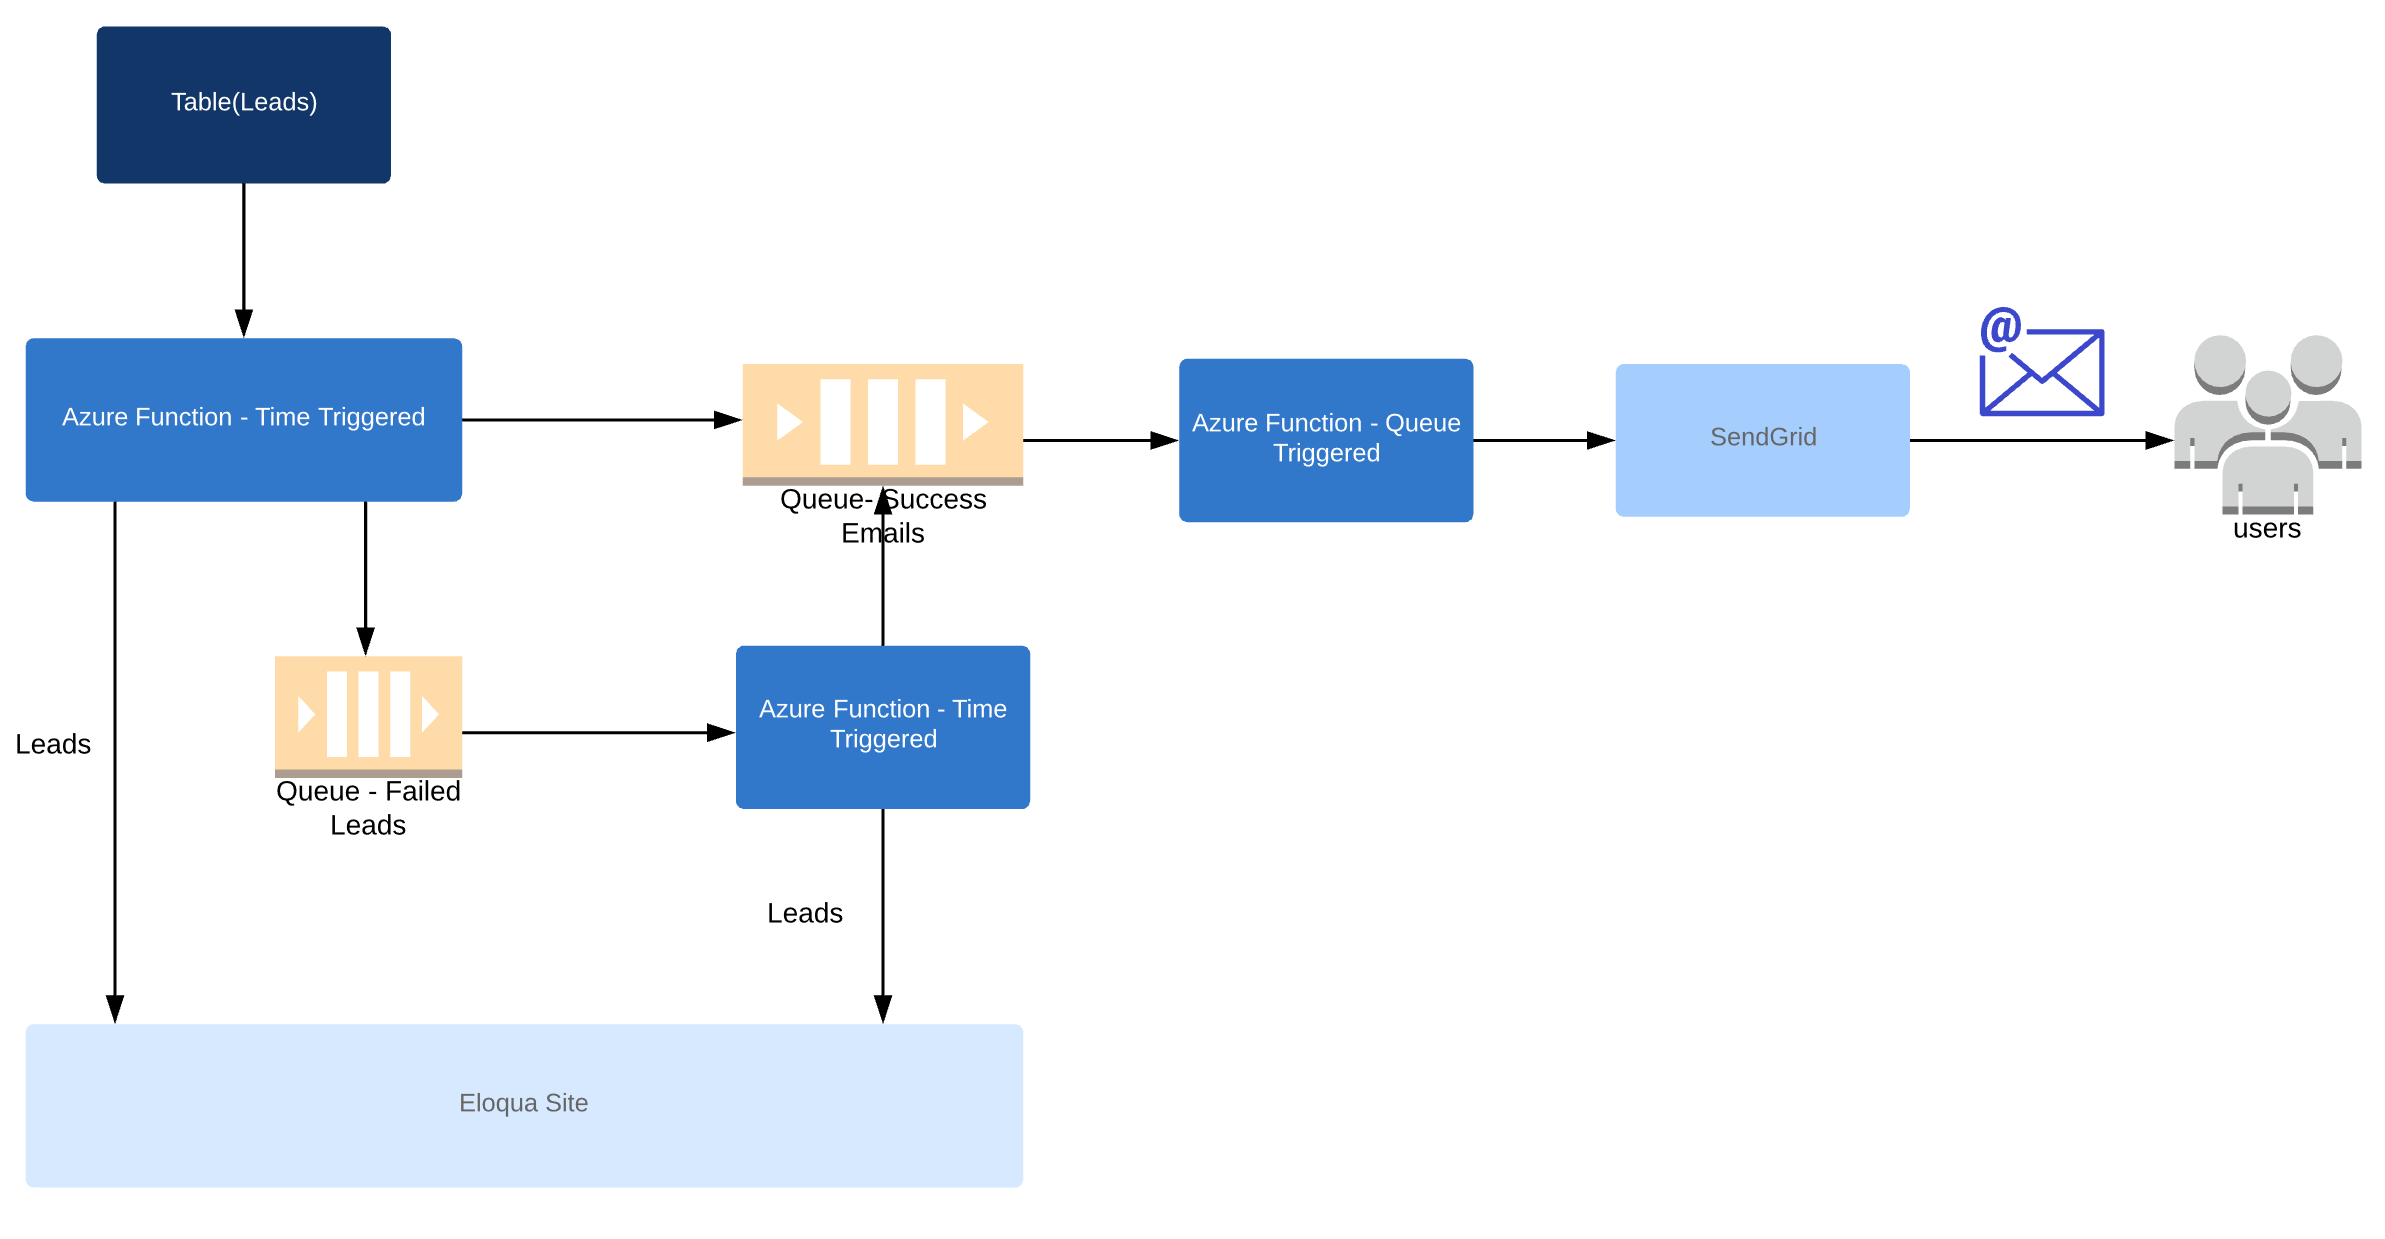 Table(Leads)
Azure Function - Time Triggered
Queue- Success
Emails
Azure Function - Queue
Triggered
SendGrid
@
users
Leads
Queue - Failed
Leads
Azure Function - Time
Triggered
Leads
Eloqua Site